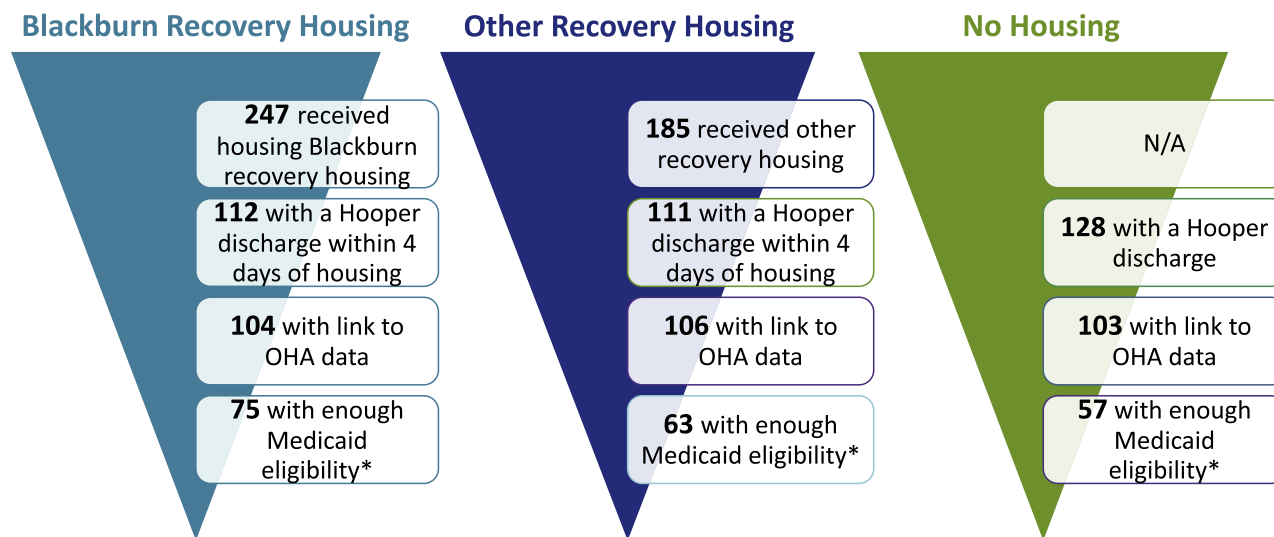 Blackburn Recovery Housing
247 received
housing Blackburn
recovery housing
112 with a Hooper
discharge within 4
days of housing
104 with link to
OHA data
75 with enough
Medicaid
eligibility*
Other Recovery Housing
185 received other
recovery housing
111 with a Hooper
discharge within 4
days of housing
106 with link to
OHA data
63 with enough
Medicaid eligibility*
No Housing
N/A
128 with a Hooper
discharge
103 with link to
OHA data
57 with enough
Medicaid
eligibility*